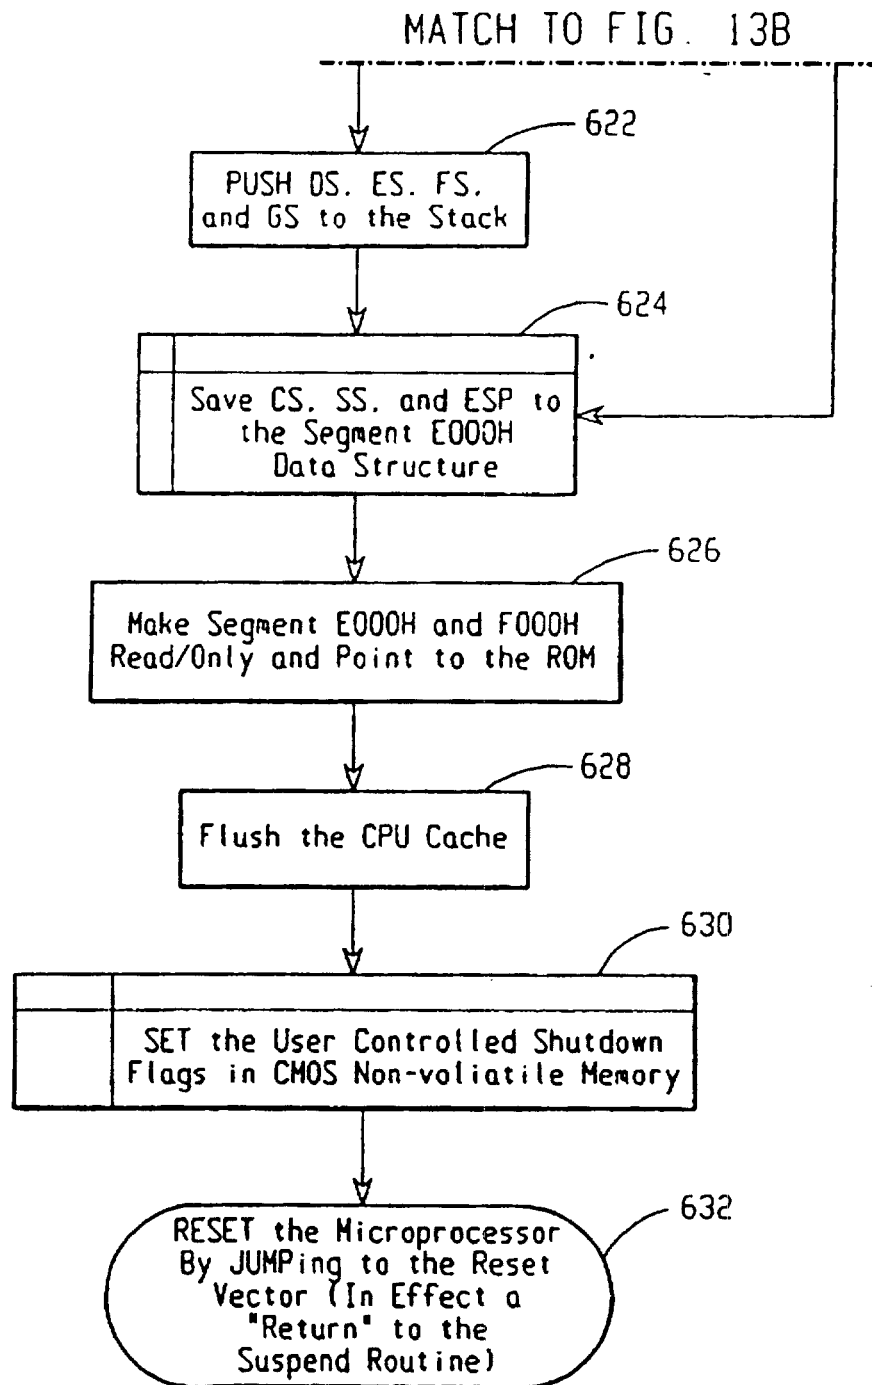 MATCH TO FIG. 13B
622
PUSH DS, ES, FS,
and GS to the Stack
624
Save CS, SS, and ESP to
the Segment E000H
Data Structure
626
Make Segment E000H and F000H
Read/Only and Point to the ROM
628
Flush the CPU Cache
630
SET the User Controlled Shutdown
Flags in CMOS Non-voliatile Memory
632
RESET the Microprocessor
By JUMPing to the Reset
Vector (In Effect a
"Return" to the
Suspend Routine)